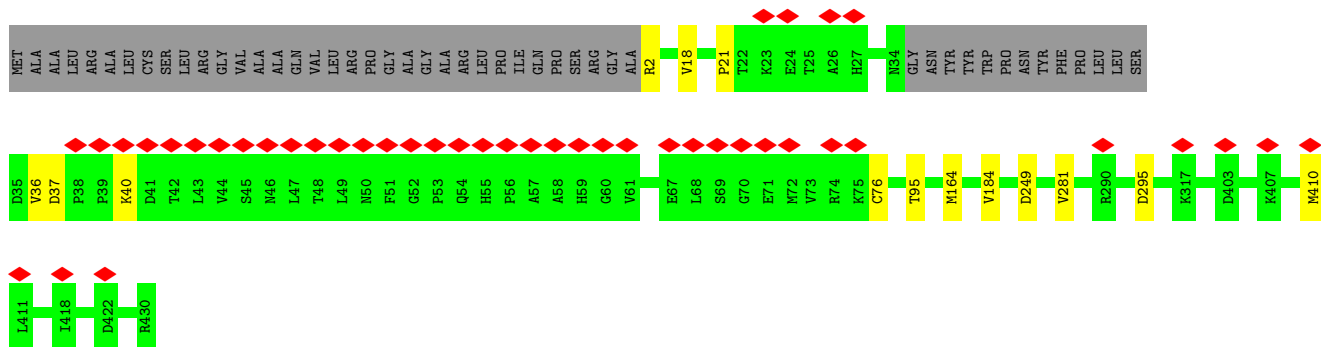 MET ALA ALA LEU ARG ALA LEU CYS SER LEU ARG GLY VAL ALA ALA GLN VAL LEU ARG PRO GLY ALA GLY ALA ARG LEU PRO ILE GLN PRO SER ARG GLY ALA R2 V18 P21 T22 K23 E24 T25 A26 H27 N34 GLY ASN TYR TYR TRP PRO ASN TYR PHE PRO LEU LEU SER
D35 V36 D37 P38 P39 K40 D41 T42 L43 V44 S45 N46 L47 T48 L49 N50 F51 G52 P53 Q54 H55 P56 A57 A58 H59 G60 V61 E67 L68 S69 G70 E71 M72 V73 R74 K75 C76 T95 M164 V184 D249 V281 R290 D295 K317 D403 K407 M410
L411 I418 D422 R430